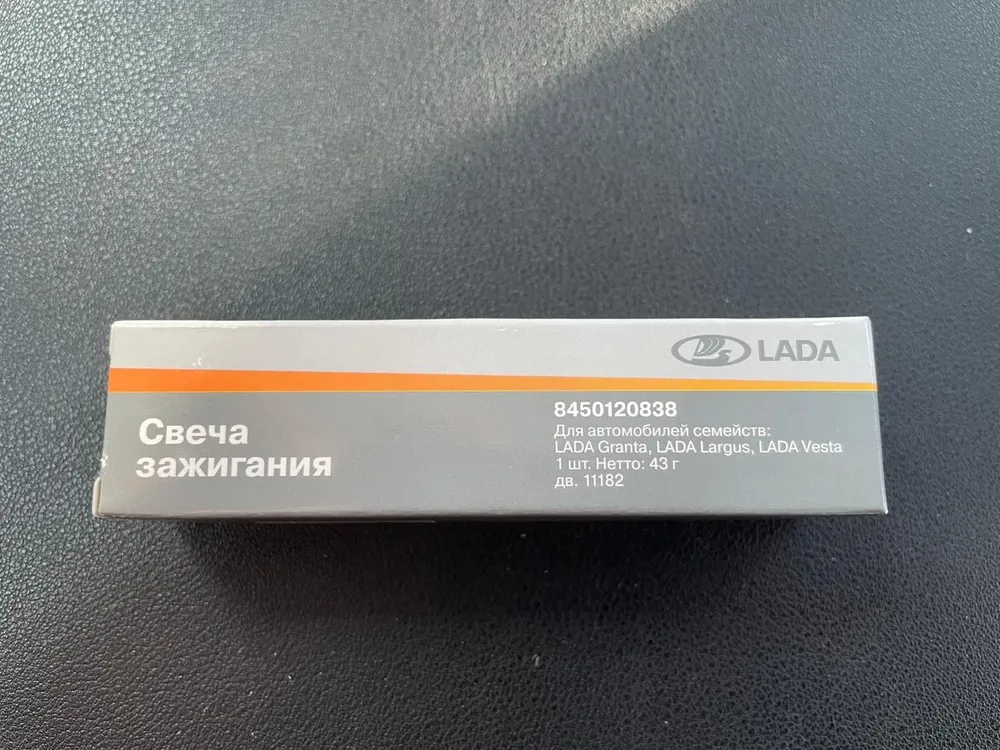 LADA
Свеча
зажигания
8450120838
Для автомобилей семейств:
LADA Granta, LADA Largus, LADA Vesta
1 шт. Нетто: 43 г
дв. 11182